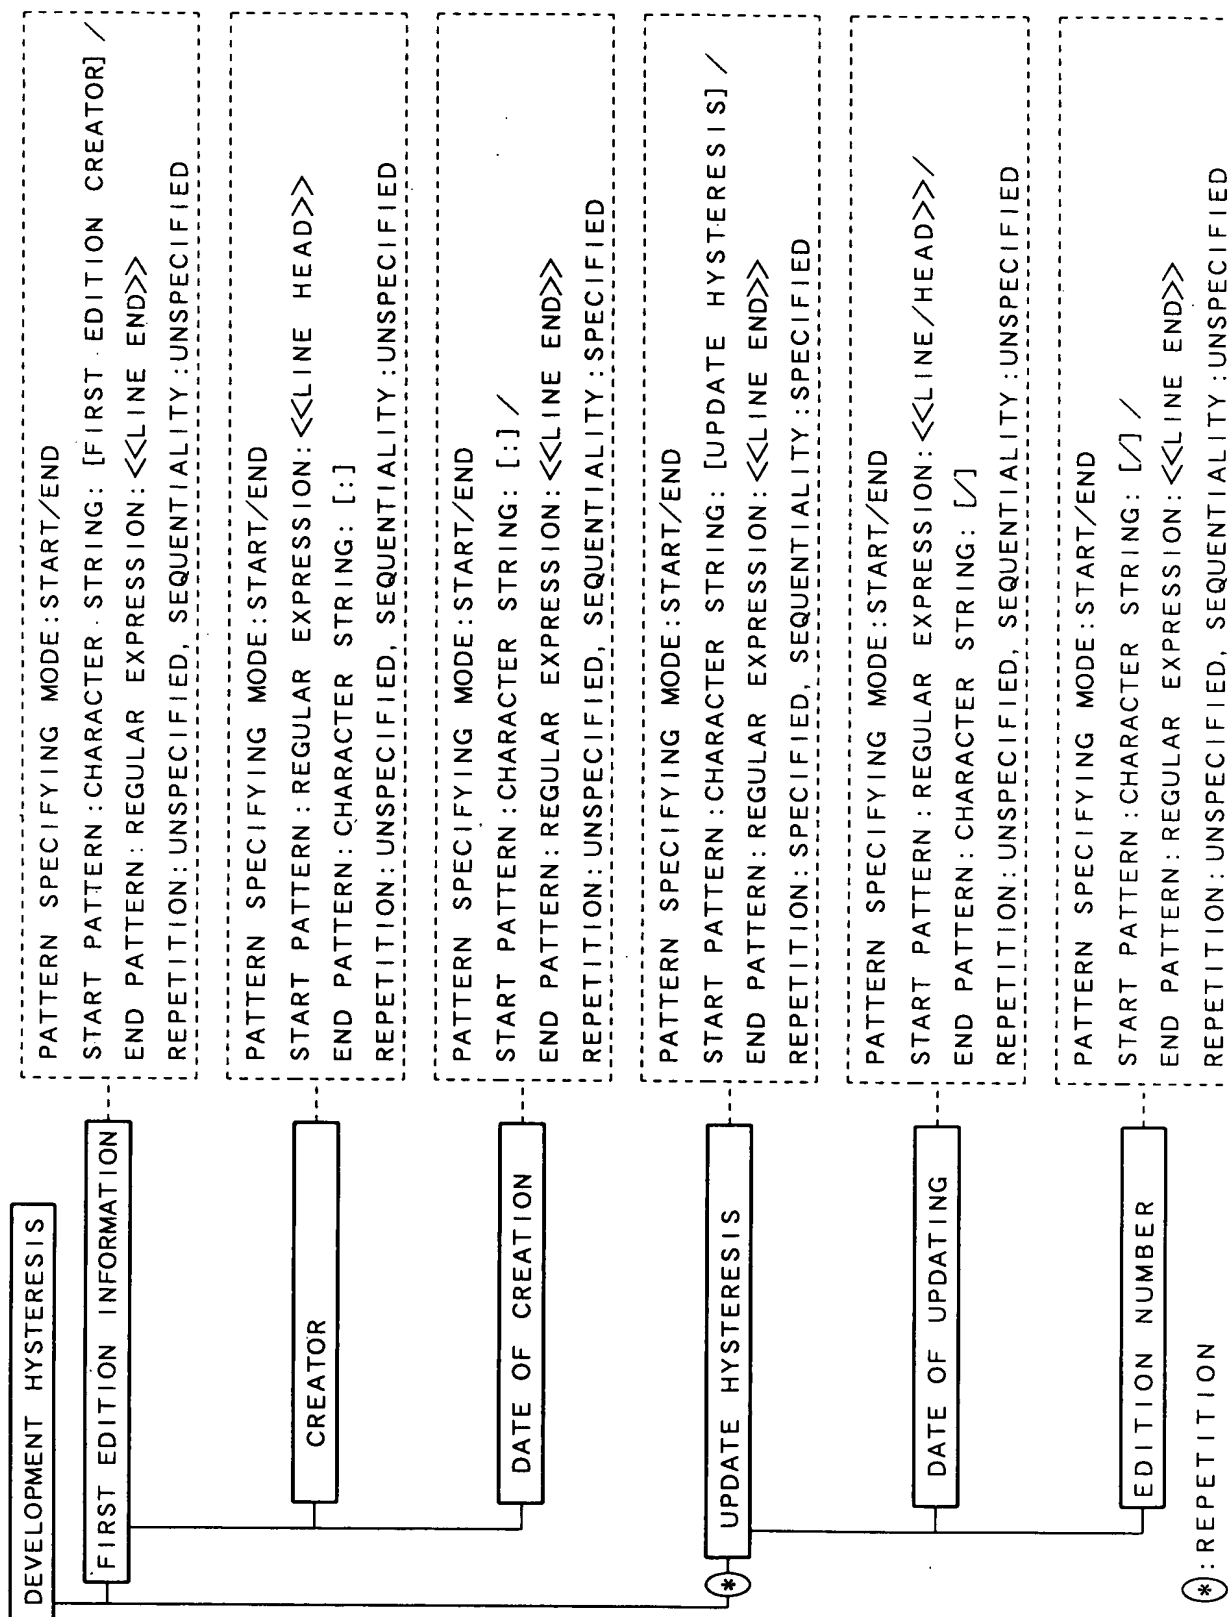 DEVELOPMENT HYSTERESIS
FIRST EDITION INFORMATION
PATTERN SPECIFYING MODE:START/END
START PATTERN:CHARACTER STRING:[FIRST EDITION CREATOR]/
END PATTERN:REGULAR EXPRESSION:<<LINE END>>
REPETITION:UNSPECIFIED, SEQUENTIALITY:UNSPECIFIED
CREATOR
PATTERN SPECIFYING MODE:START/END
START PATTERN:REGULAR EXPRESSION:<<LINE HEAD>>
END PATTERN:CHARACTER STRING:[:]
REPETITION:UNSPECIFIED, SEQUENTIALITY:UNSPECIFIED
DATE OF CREATION
PATTERN SPECIFYING MODE:START/END
START PATTERN:CHARACTER STRING:[:]/
END PATTERN:REGULAR EXPRESSION:<<LINE END>>
REPETITION:UNSPECIFIED, SEQUENTIALITY:SPECIFIED
* UPDATE HYSTERESIS
PATTERN SPECIFYING MODE:START/END
START PATTERN:CHARACTER STRING:[UPDATE HYSTERESIS]/
END PATTERN:REGULAR EXPRESSION:<<LINE END>>
REPETITION:SPECIFIED, SEQUENTIALITY:SPECIFIED
DATE OF UPDATING
PATTERN SPECIFYING MODE:START/END
START PATTERN:REGULAR EXPRESSION:<<LINE/HEAD>>/
END PATTERN:CHARACTER STRING:[/]
REPETITION:UNSPECIFIED, SEQUENTIALITY:UNSPECIFIED
EDITION NUMBER
PATTERN SPECIFYING MODE:START/END
START PATTERN:CHARACTER STRING:[/]/
END PATTERN:REGULAR EXPRESSION:<<LINE END>>
REPETITION:UNSPECIFIED, SEQUENTIALITY:UNSPECIFIED
*:REPETITION